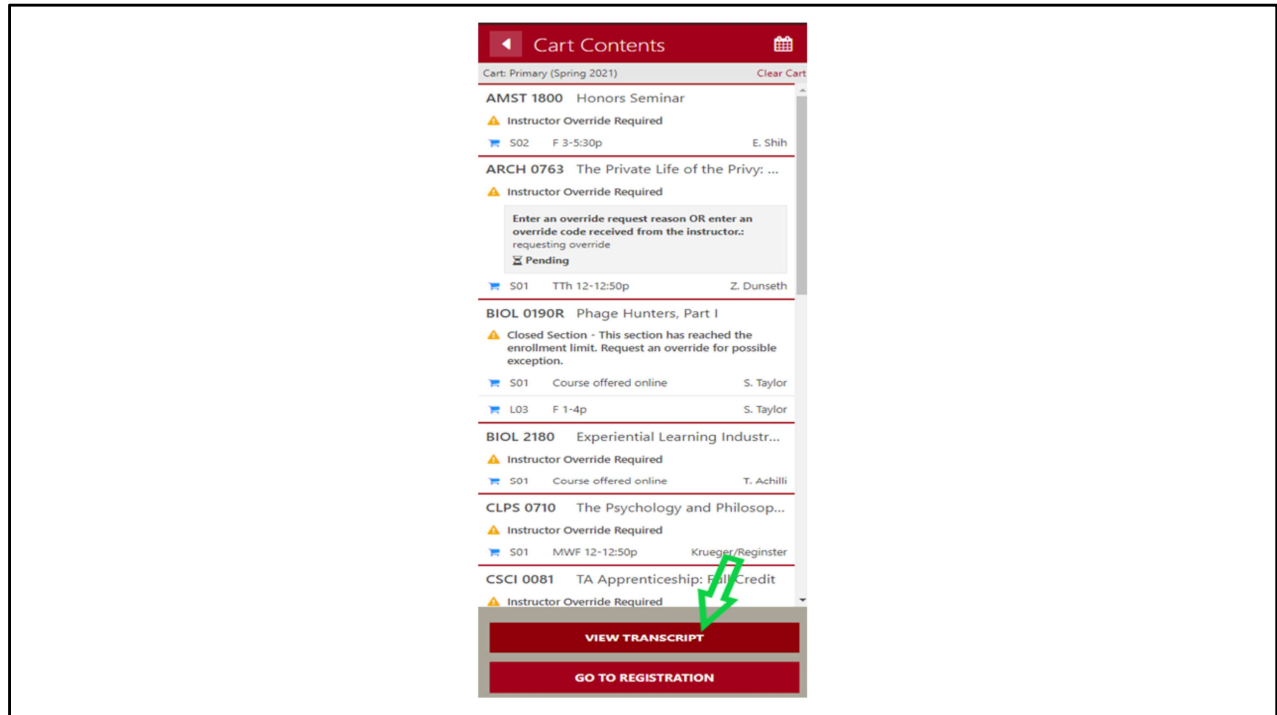 Cart Contents
Cart: Primary (Spring 2021) Clear Cart
AMST 1800 Honors Seminar
Instructor Override Required
S02 F 3-5:30p E. Shih
ARCH 0763 The Private Life of the Privy: ...
Instructor Override Required
Enter an override request reason OR enter an
override code received from the instructor.:
requesting override
Pending
S01 TTh 12-12:50p Z. Dunseth
BIOL 0190R Phage Hunters, Part I
Closed Section - This section has reached the
enrollment limit. Request an override for possible
exception.
S01 Course offered online S. Taylor
L03 F 1-4p S. Taylor
BIOL 2180 Experiential Learning Industr...
Instructor Override Required
S01 Course offered online T. Achilli
CLPS 0710 The Psychology and Philosop...
Instructor Override Required
S01 MWF 12-12:50p Krueger/Reginster
CSCI 0081 TA Apprenticeship: Full Credit
Instructor Override Required
VIEW TRANSCRIPT
GO TO REGISTRATION